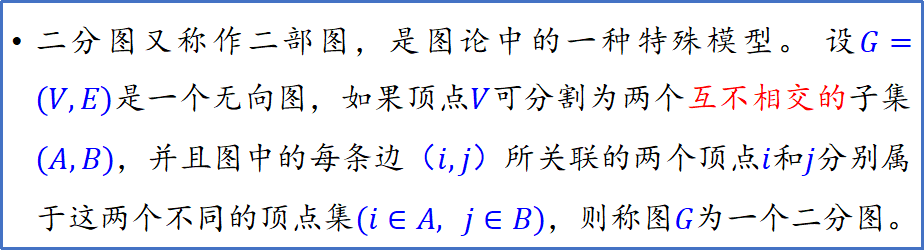 • 二分图又称作二部图，是图论中的一种特殊模型。 设G =
(V, E)是一个无向图，如果顶点V可分割为两个互不相交的子集
(A, B)，并且图中的每条边（i, j）所关联的两个顶点i和j分别属
于这两个不同的顶点集(i ∈ A, j ∈ B)，则称图G为一个二分图。